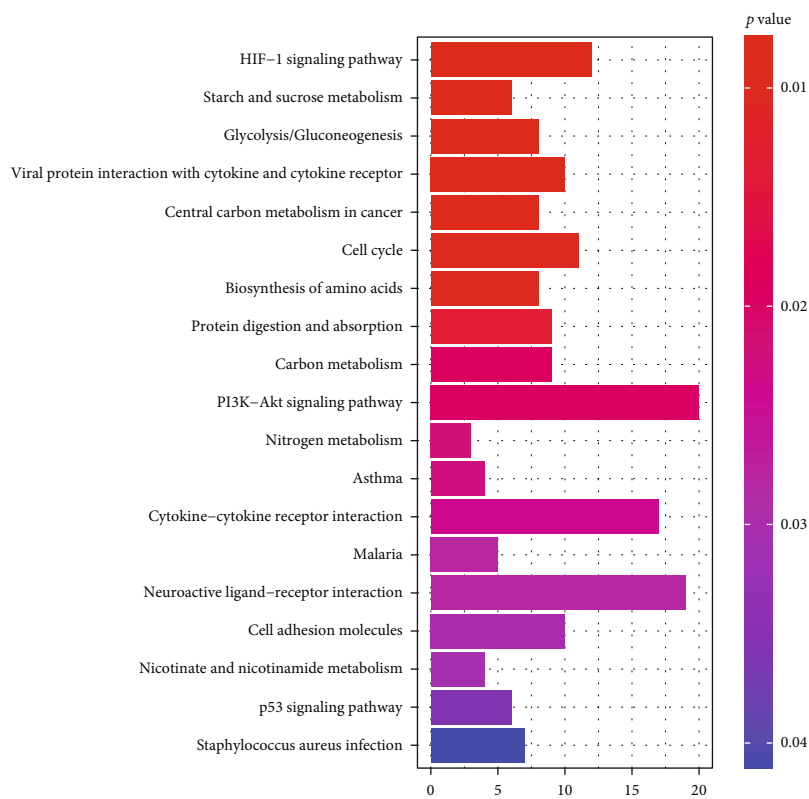 p value
HIF−1 signaling pathway
Starch and sucrose metabolism
Glycolysis/Gluconeogenesis
Viral protein interaction with cytokine and cytokine receptor
Central carbon metabolism in cancer
Cell cycle
Biosynthesis of amino acids
Protein digestion and absorption
Carbon metabolism
PI3K−Akt signaling pathway
Nitrogen metabolism
Asthma
Cytokine−cytokine receptor interaction
Malaria
Neuroactive ligand−receptor interaction
Cell adhesion molecules
Nicotinate and nicotinamide metabolism
p53 signaling pathway
Staphylococcus aureus infection
0 5 10 15 20
0.01
0.02
0.03
0.04